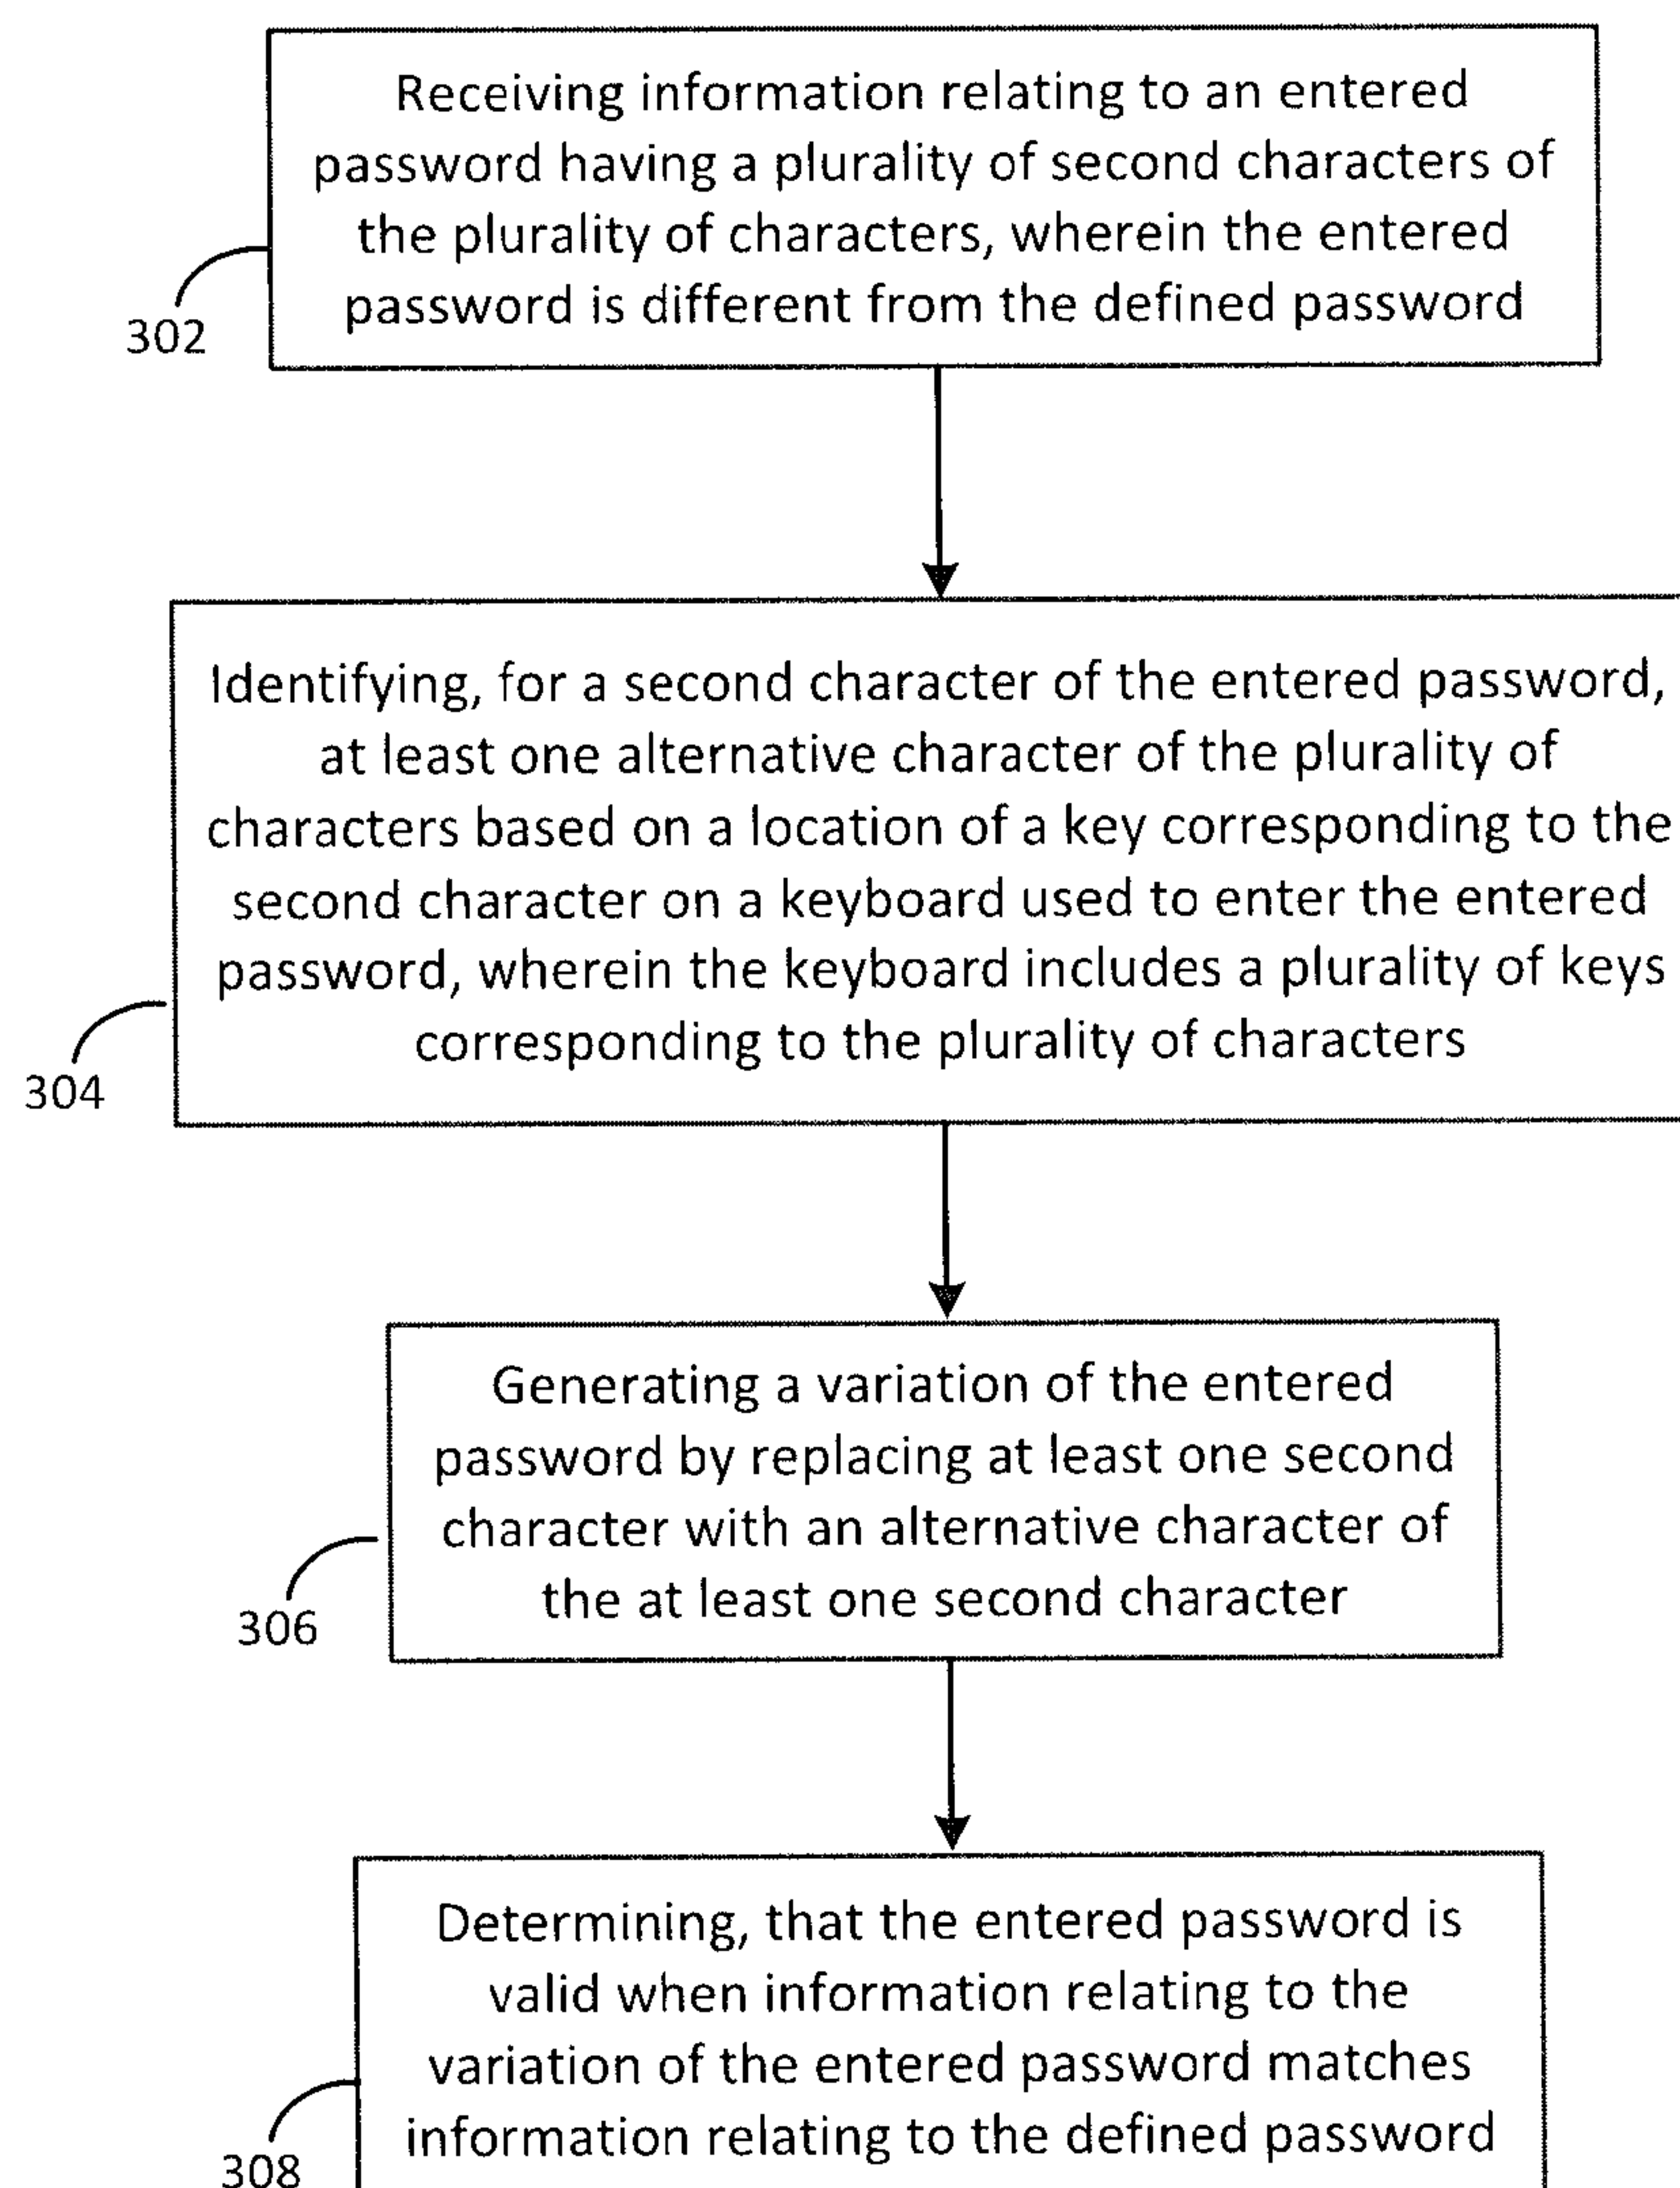 Receiving information relating to an entered
password having a plurality of second characters of
the plurality of characters, wherein the entered
password is different from the defined password
302
Identifying, for a second character of the entered password,
at least one alternative character of the plurality of
characters based on a location of a key corresponding to the
second character on a keyboard used to enter the entered
password, wherein the keyboard includes a plurality of keys
corresponding to the plurality of characters
304
Generating a variation of the entered
password by replacing at least one second
character with an alternative character of
the at least one second character
306
Determining, that the entered password is
valid when information relating to the
variation of the entered password matches
information relating to the defined password
308